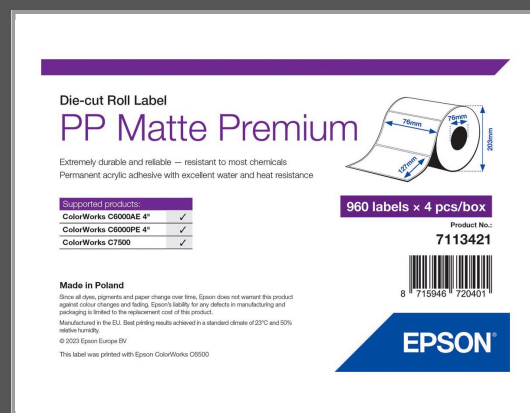 Die-cut Roll Label
PP Matte Premium
Extremely durable and reliable — resistant to most chemicals
Permanent acrylic adhesive with excellent water and heat resistance
76mm
76mm
203mm
127mm
Supported products:
ColorWorks C6000AE 4" ✓
ColorWorks C6000PE 4" ✓
ColorWorks C7500 ✓
960 labels × 4 pcs/box
Product No.:
7113421
8 715946 720401
Made in Poland
Since all dyes, pigments and paper change over time, Epson does not warrant this product
against colour changes and fading. Epson's liability for any defects in manufacturing and
packaging is limited to the replacement cost of this product.
Manufactured in the EU. Best printing results achieved in a standard climate of 23°C and 50%
relative humidity.
© 2023 Epson Europe BV
This label was printed with Epson ColorWorks C6500
EPSON®